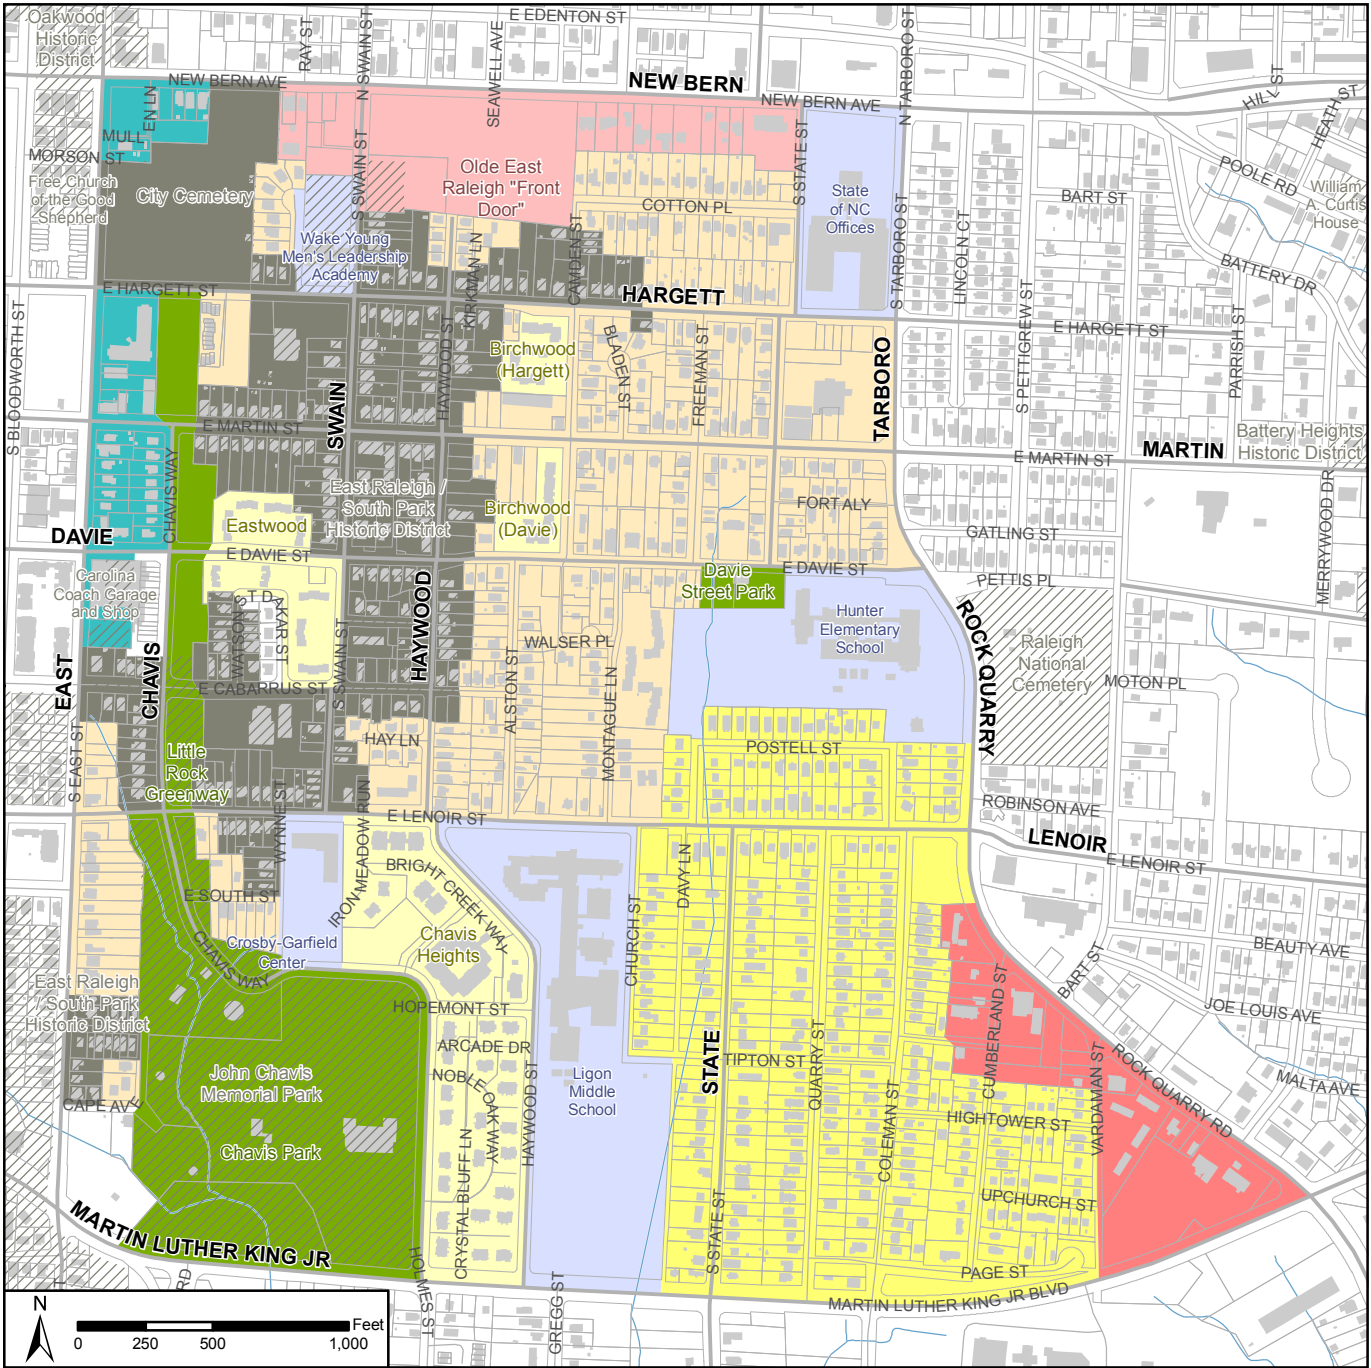 E EDENTON ST
Oakwood
Historic
District
RAY ST
N SWAIN ST
SEAWELL AVE
N TARBORO ST
NEW BERN AVE
NEW BERN
NEW BERN AVE
HILL ST
HEATH ST
EN LN
MULL
MORSON ST
Free Church
of the Good
Shepherd
City Cemetery
S SWAIN ST
Olde East
Raleigh "Front
Door"
COTTON PL
S STATE ST
State
of NC
Offices
S TARBORO ST
LINCOLN CT
BART ST
POOLE RD
William
A. Curtis
House
Wake Young
Men's Leadership
Academy
KIRKMAN LN
CAMDEN ST
BATTERY DR
E HARGETT ST
HARGETT
S PETTIGREW ST
E HARGETT ST
PARRISH ST
S BLOODWORTH ST
HAYWOOD ST
Birchwood
(Hargett)
BLADEN ST
FREEMAN ST
TARBORO
SWAIN
E MARTIN ST
MARTIN
E MARTIN ST
Battery Heights
Historic District
CHAVIS WAY
East Raleigh /
South Park
Historic District
Birchwood
(Davie)
FORT ALY
GATLING ST
MERRYWOOD DR
Eastwood
DAVIE
E DAVIE ST
E DAVIE ST
PETTIS PL
Carolina
Coach Garage
and Shop
Davie
Street Park
HAYWOOD
Hunter
Elementary
School
ROCK QUARRY
Raleigh
National
Cemetery
WATSON ST
DAKAR ST
S SWAIN ST
WALSER PL
EAST
CHAVIS
E CABARRUS ST
ALSTON ST
MONTAGUE LN
MOTON PL
S EAST ST
HAY LN
POSTELL ST
Little
Rock
Greenway
WYNNE ST
ROBINSON AVE
E LENOIR ST
LENOIR
E LENOIR ST
IRONMEADOW RUN
BRIGHT CREEK WAY
DAVY LN
E SOUTH ST
CHURCH ST
Crosby-Garfield
Center
Chavis
Heights
CHAVIS WAY
BEAUTY AVE
BART ST
CUMBERLAND ST
East Raleigh
/ South Park
Historic District
HOPEMONT ST
JOE LOUIS AVE
ARCADE DR
STATE
TIPTON ST
QUARRY ST
John Chavis
Memorial Park
NOBLE OAK WAY
HAYWOOD ST
Ligon
Middle
School
COLEMAN ST
VARDAMAN ST
ROCK QUARRY RD
MALTA AVE
CAPE AVE
HIGHTOWER ST
Chavis Park
CRYSTAL BLUFF LN
UPCHURCH ST
MARTIN LUTHER KING JR
S STATE ST
HOLMES ST
GREGG ST
PAGE ST
MARTIN LUTHER KING JR BLVD
RD
N
Feet
0 250 500 1,000